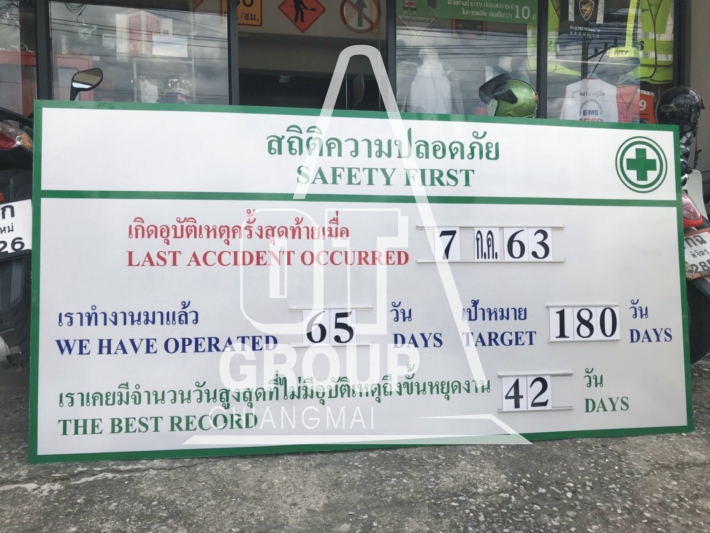 สถิติความปลอดภัย
SAFETY FIRST
เกิดอุบัติเหตุครั้งสุดท้ายเมื่อ 7 ก.ค. 63
LAST ACCIDENT OCCURRED
เราทำงานมาแล้ว 65 วัน เป้าหมาย 180 วัน
WE HAVE OPERATED DAYS TARGET DAYS
เราเคยมีจำนวนวันสูงสุดที่ไม่มีอุบัติเหตุถึงขั้นหยุดงาน 42 วัน
THE BEST RECORD DAYS
OT
GROUP
CHIANGMAI